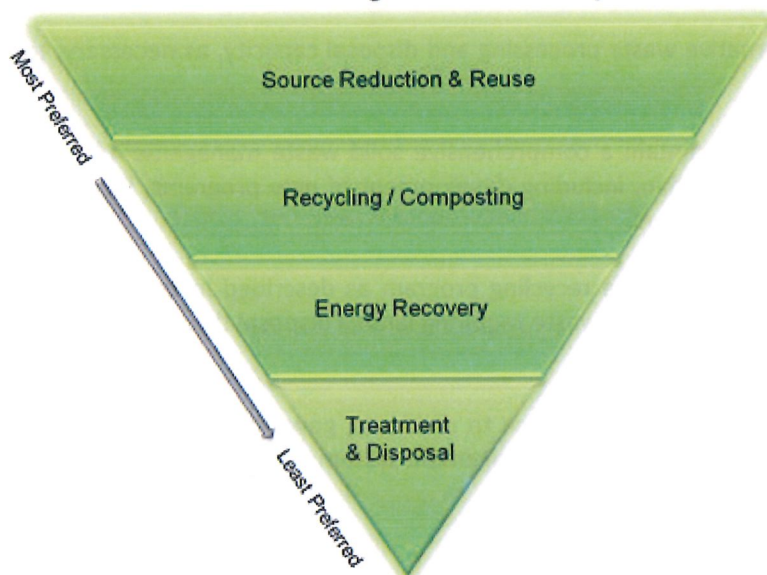 Most Preferred
Source Reduction & Reuse
Recycling / Composting
Energy Recovery
Treatment
& Disposal
Least Preferred